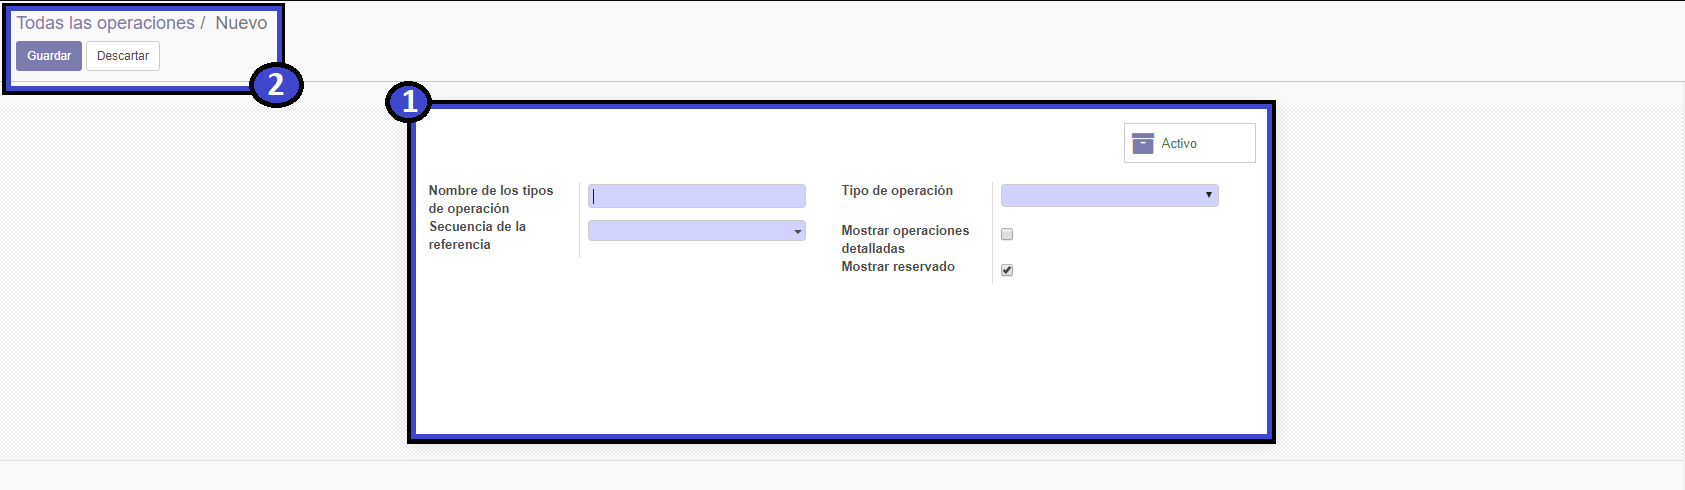 Todas las operaciones / Nuevo
Guardar Descartar
2
1
Activo
Nombre de los tipos
de operación
Secuencia de la
referencia
Tipo de operación
Mostrar operaciones
detalladas
Mostrar reservado